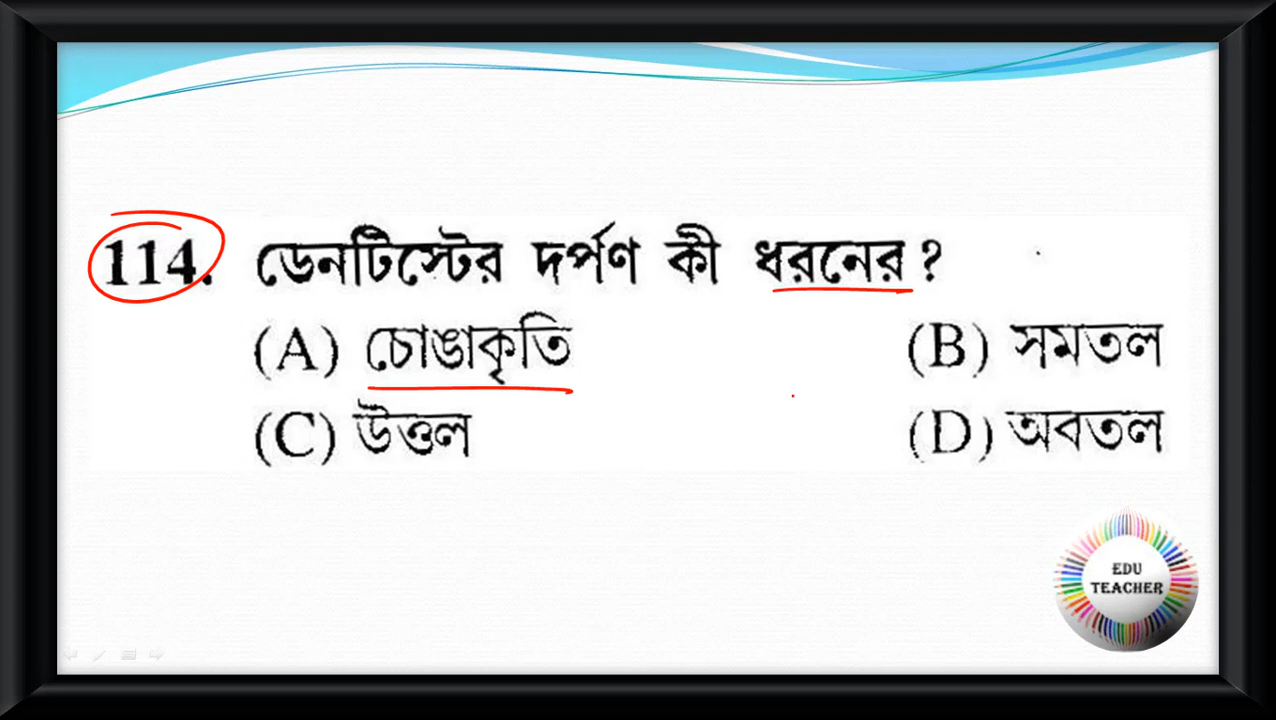 114. ডেনটিস্টের দর্পণ কী ধরনের ?
(A) চোঙাকৃতি (B) সমতল
(C) উত্তল (D) অবতল
EDU
TEACHER